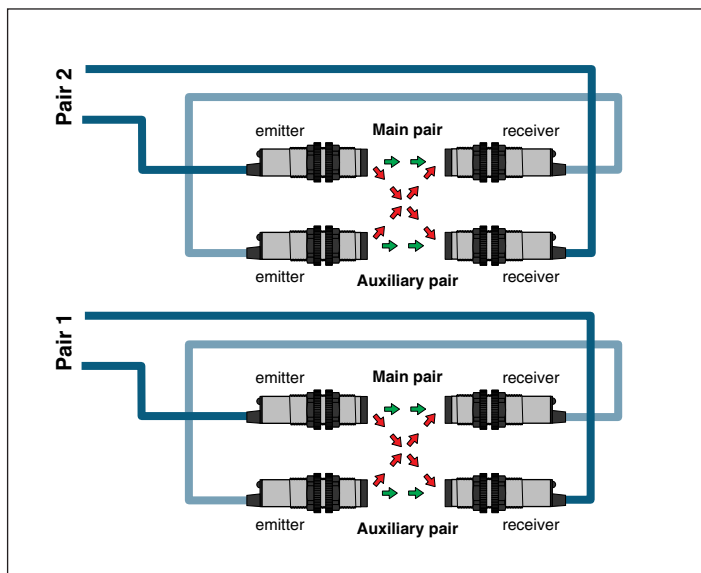 Pair 2
emitter
Main pair
receiver
emitter
Auxiliary pair
receiver
Pair 1
emitter
Main pair
receiver
emitter
Auxiliary pair
receiver